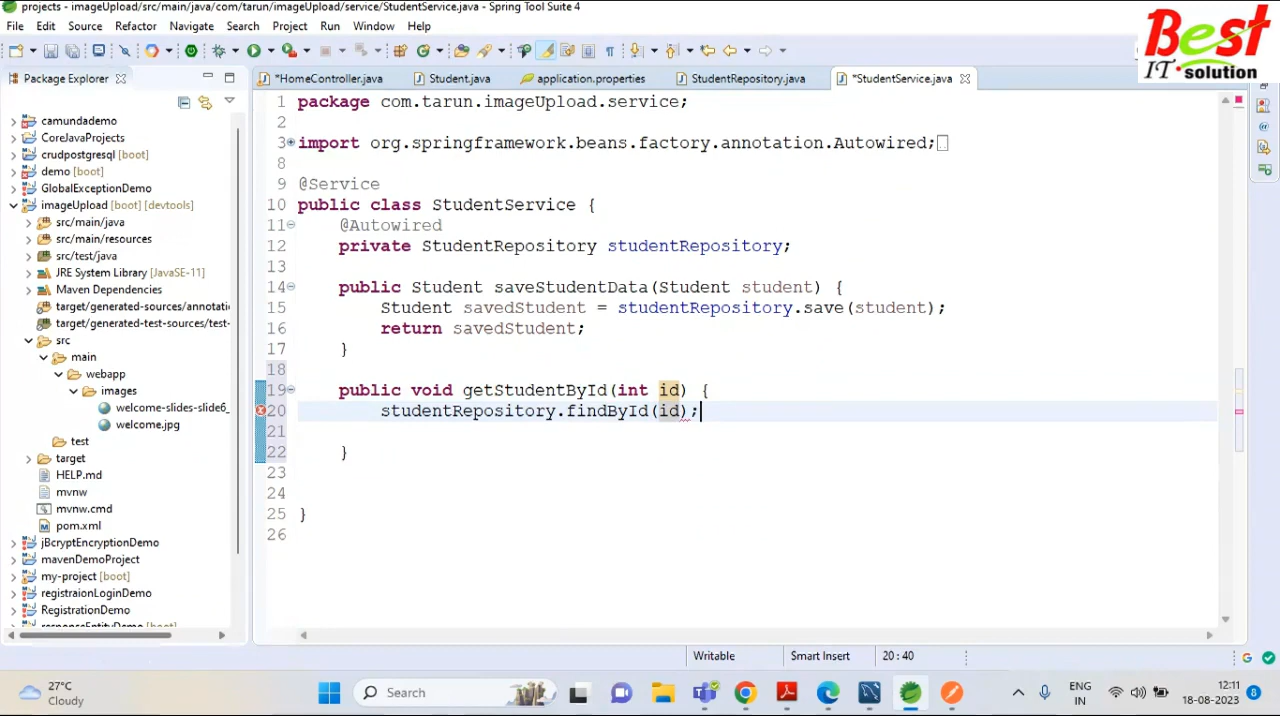 projects - imageUpload/src/main/java/com/tarun/imageUpload/service/StudentService.java - Spring Tool Suite 4
File Edit Source Refactor Navigate Search Project Run Window Help
Best
IT solution
Package Explorer
*HomeController.java
Student.java
application.properties
StudentRepository.java
*StudentService.java
camundademo
CoreJavaProjects
crudpostgresql [boot]
demo [boot]
GlobalExceptionDemo
imageUpload [boot] [devtools]
src/main/java
src/main/resources
src/test/java
JRE System Library [JavaSE-11]
Maven Dependencies
target/generated-sources/annotati
target/generated-test-sources/test-
src
main
webapp
images
welcome-slides-slide6_
welcome.jpg
test
target
HELP.md
mvnw
mvnw.cmd
pom.xml
jBcryptEncryptionDemo
mavenDemoProject
my-project [boot]
registraionLoginDemo
RegistrationDemo
responseEntityDemo [boot]
1 package com.tarun.imageUpload.service;
2
3 import org.springframework.beans.factory.annotation.Autowired;
8
9 @Service
10 public class StudentService {
11 @Autowired
12 private StudentRepository studentRepository;
13
14 public Student saveStudentData(Student student) {
15 Student savedStudent = studentRepository.save(student);
16 return savedStudent;
17 }
18
19 public void getStudentById(int id) {
20 studentRepository.findById(id);
21
22 }
23
24
25 }
26
Writable
Smart Insert
20 : 40
27°C
Cloudy
Search
ENG
IN
12:11
18-08-2023
8